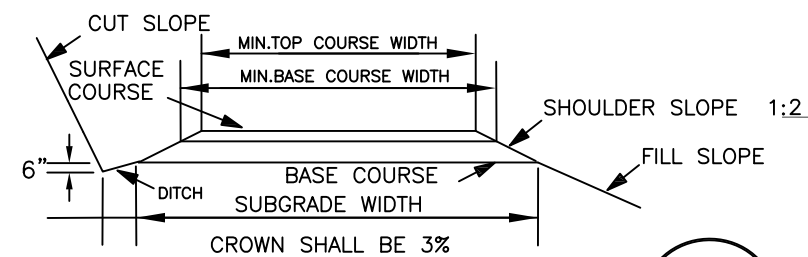 CUT SLOPE
MIN.TOP COURSE WIDTH
SURFACE
COURSE
MIN.BASE COURSE WIDTH
SHOULDER SLOPE 1:2
FILL SLOPE
6"
DITCH
BASE COURSE
SUBGRADE WIDTH
CROWN SHALL BE 3%